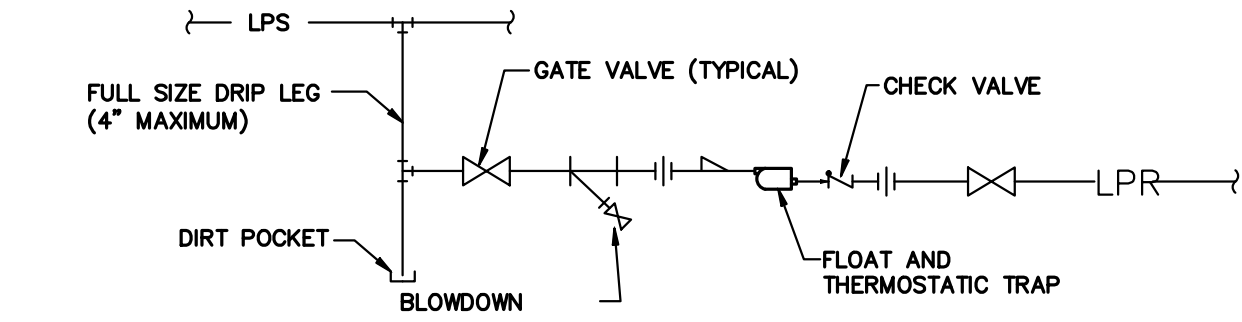 LPS
GATE VALVE (TYPICAL)
FULL SIZE DRIP LEG
(4" MAXIMUM)
CHECK VALVE
LPR
DIRT POCKET
FLOAT AND
THERMOSTATIC TRAP
BLOWDOWN